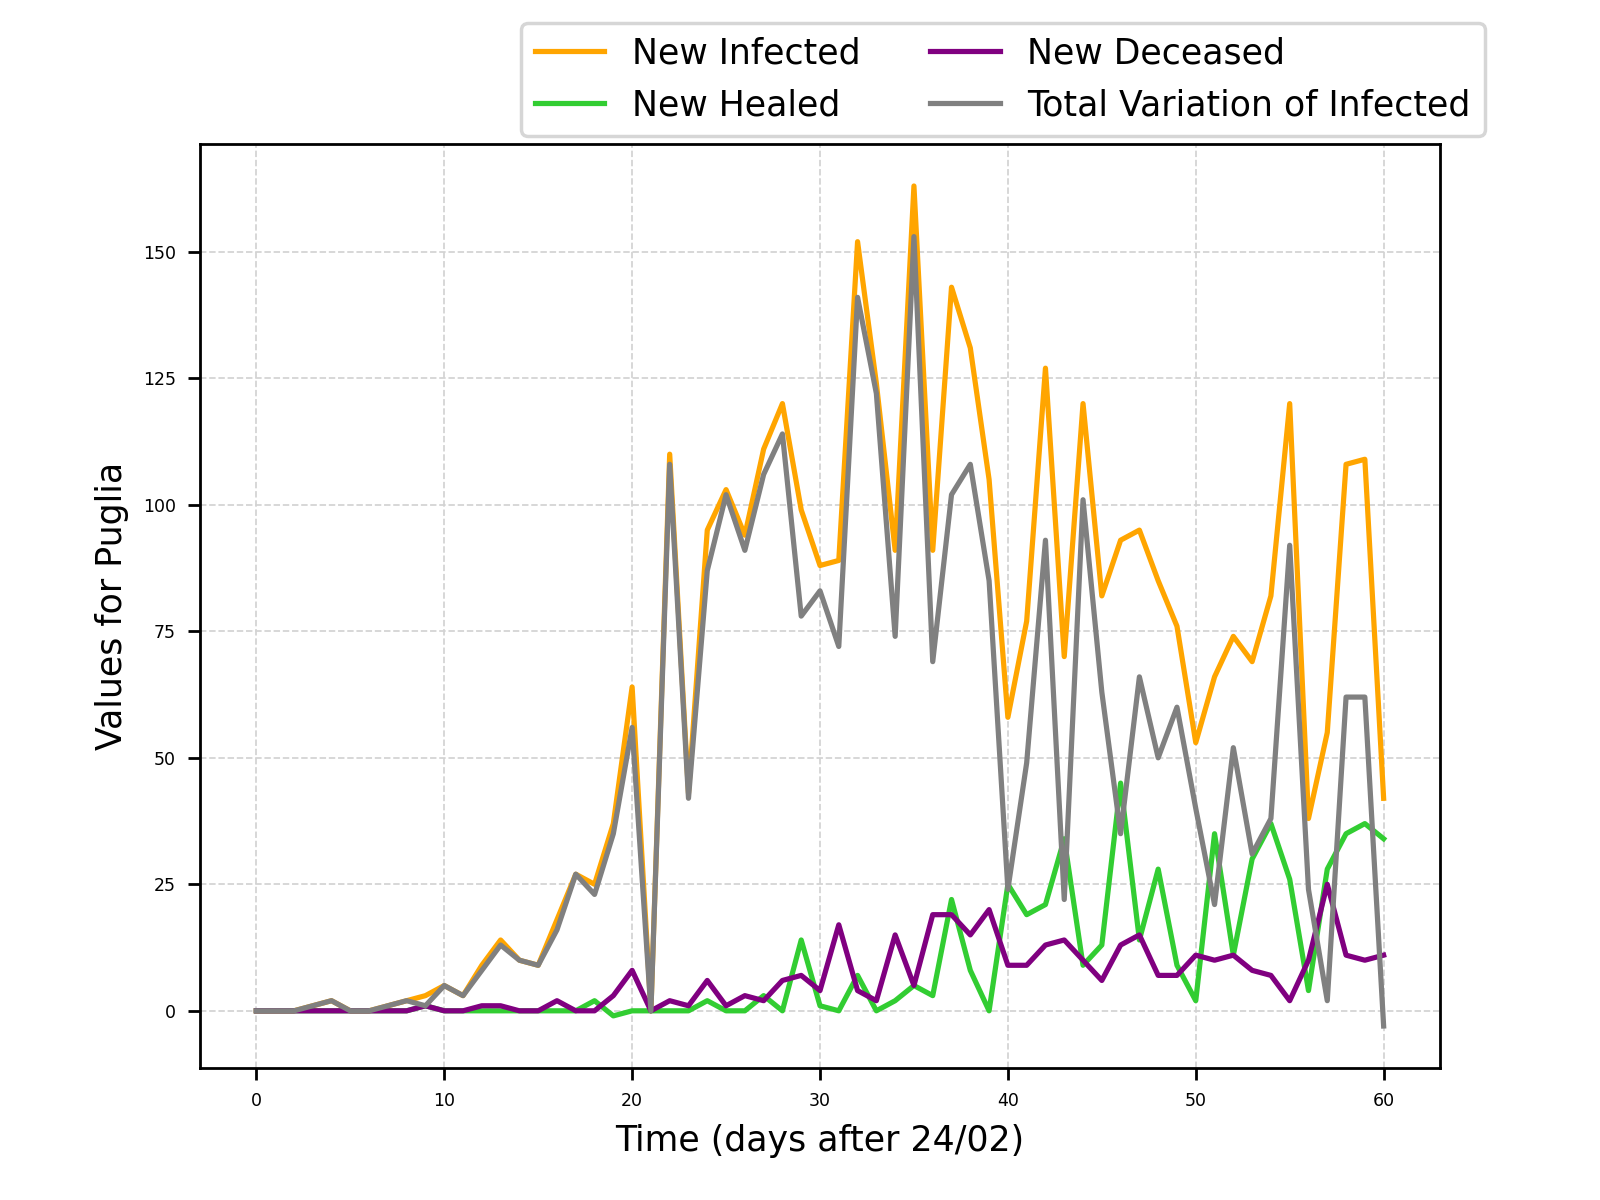 New Infected
New Healed
New Deceased
Total Variation of Infected
Values for Puglia
150
125
100
75
50
25
0
0 10 20 30 40 50 60
Time (days after 24/02)